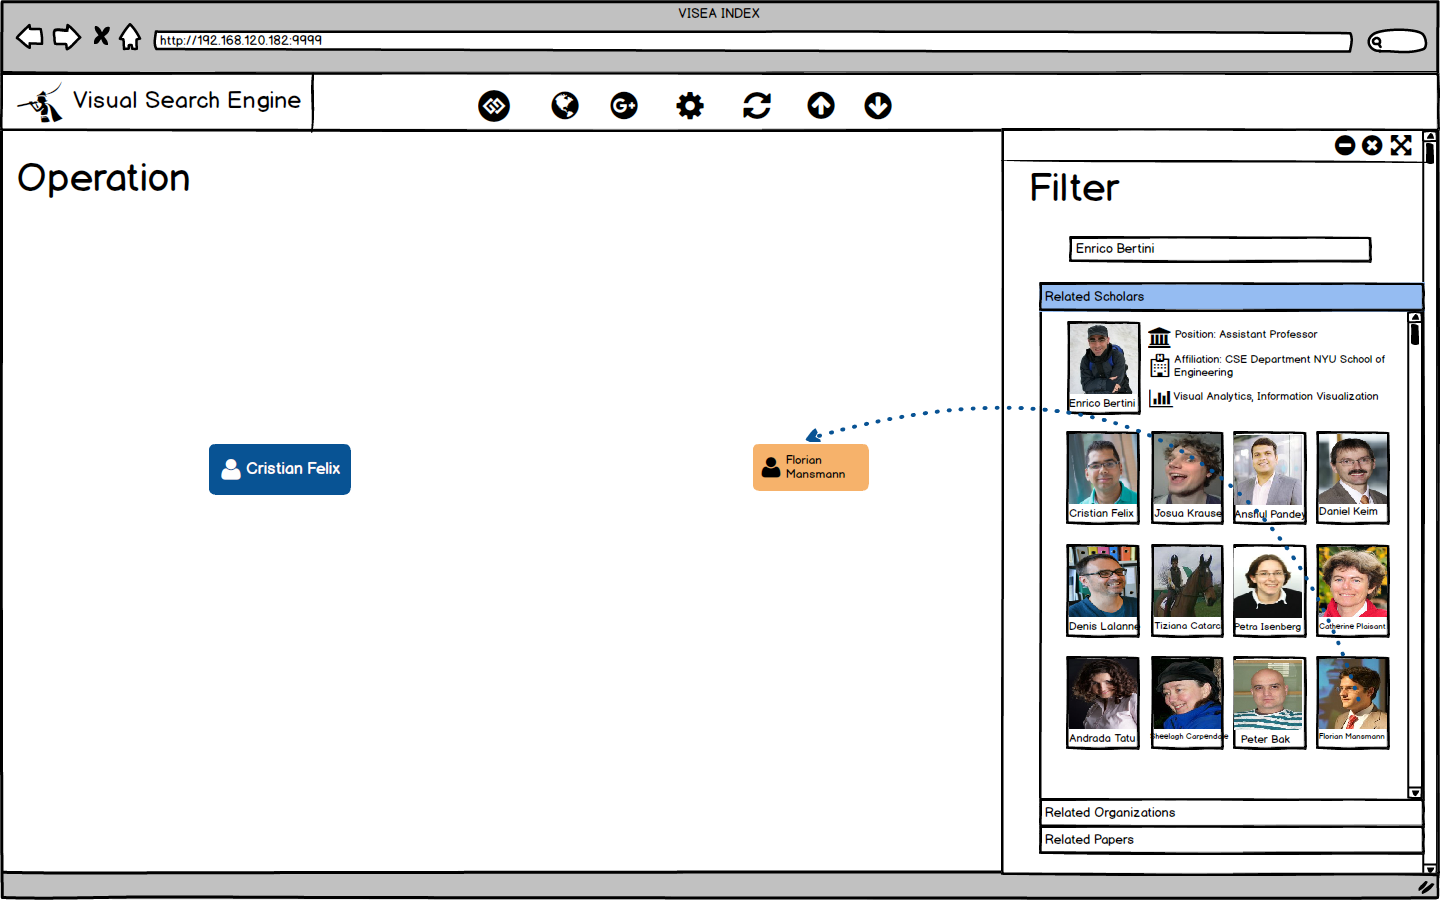 VISEA INDEX
http://192.168.120.182:9999
Visual Search Engine
G+
Operation
Filter
Enrico Bertini
Related Scholars
Position: Assistant Professor
Affiliation: CSE Department NYU School of
Engineering
Visual Analytics, Information Visualization
Enrico Bertini
Cristian Felix
Florian
Mansmann
Cristian Felix
Josua Krause
Anshul Pandey
Daniel Keim
Denis Lalanne
Tiziana Catarc
Petra Isenberg
Catherine Plaisant
Andrada Tatu
Sheelagh Carpendale
Peter Bak
Florian Mansmann
Related Organizations
Related Papers